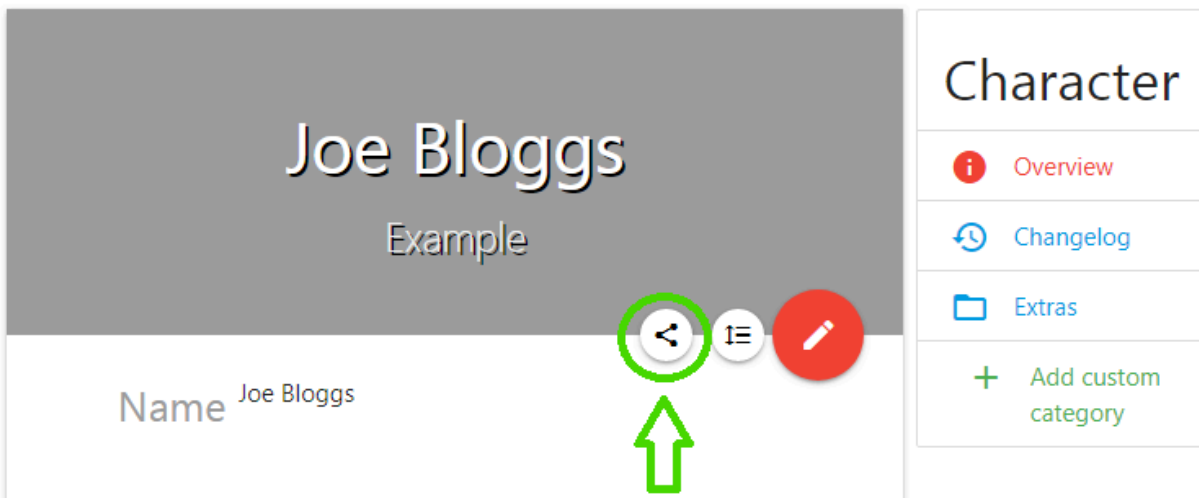 Joe Bloggs
Example
Name Joe Bloggs
Character
Overview
Changelog
Extras
Add custom
category